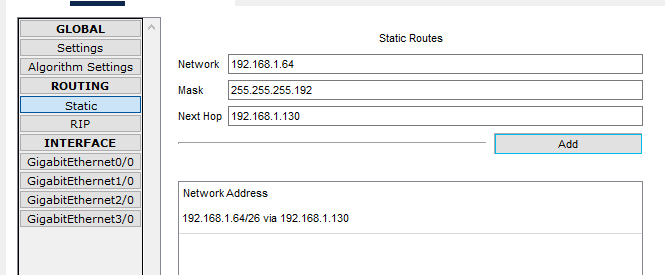 GLOBAL
Settings
Algorithm Settings
ROUTING
Static
RIP
INTERFACE
GigabitEthernet0/0
GigabitEthernet1/0
GigabitEthernet2/0
GigabitEthernet3/0
Static Routes
Network 192.168.1.64
Mask 255.255.255.192
Next Hop 192.168.1.130
Add
Network Address
192.168.1.64/26 via 192.168.1.130